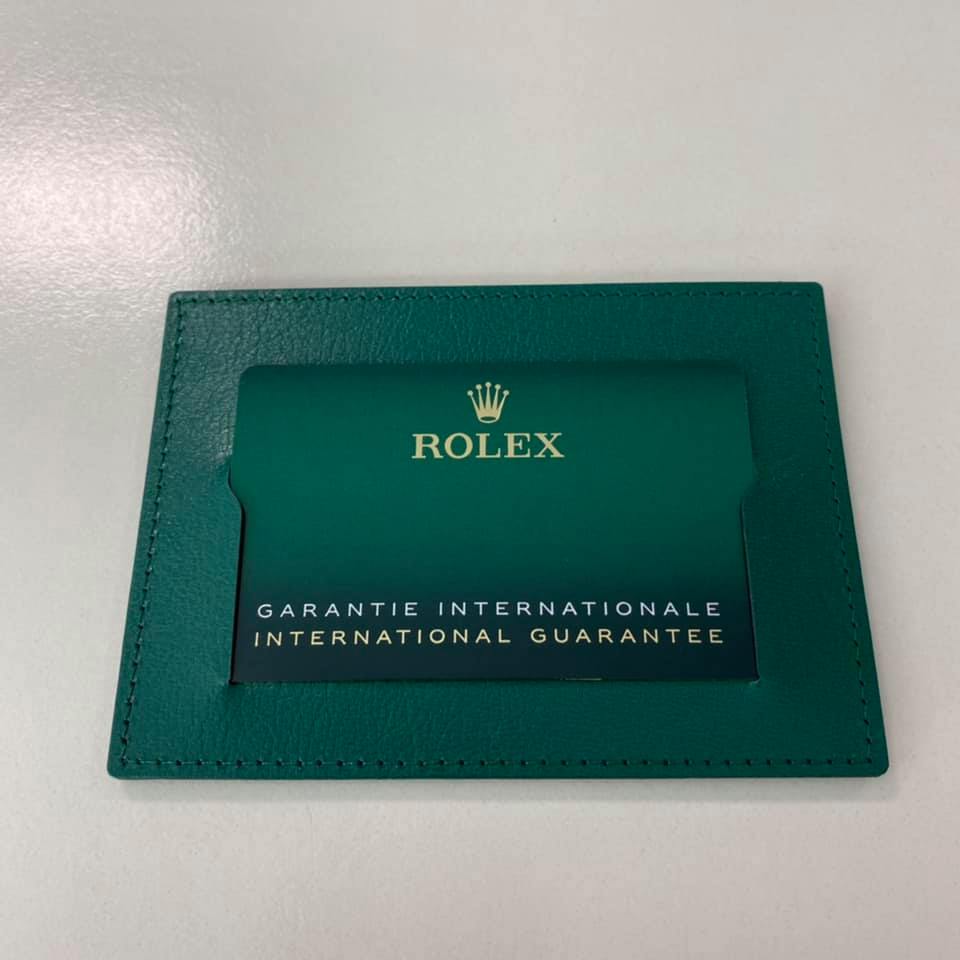 ROLEX
GARANTIE INTERNATIONALE
INTERNATIONAL GUARANTEE